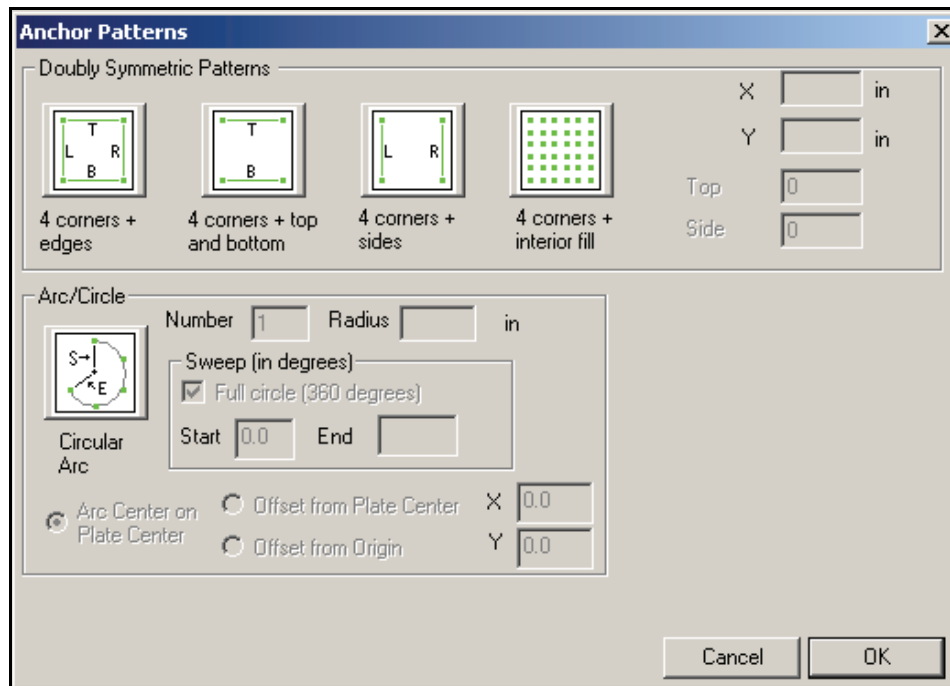 Anchor Patterns
Doubly Symmetric Patterns
T
L R
B
4 corners +
edges
T
B
4 corners + top
and bottom
L R
4 corners +
sides
4 corners +
interior fill
X in
Y in
Top 0
Side 0
Arc/Circle
S
E
Circular
Arc
Number 1 Radius in
Sweep (in degrees)
Full circle (360 degrees)
Start 0.0 End
Arc Center on
Plate Center
Offset from Plate Center
Offset from Origin
X 0.0
Y 0.0
Cancel OK